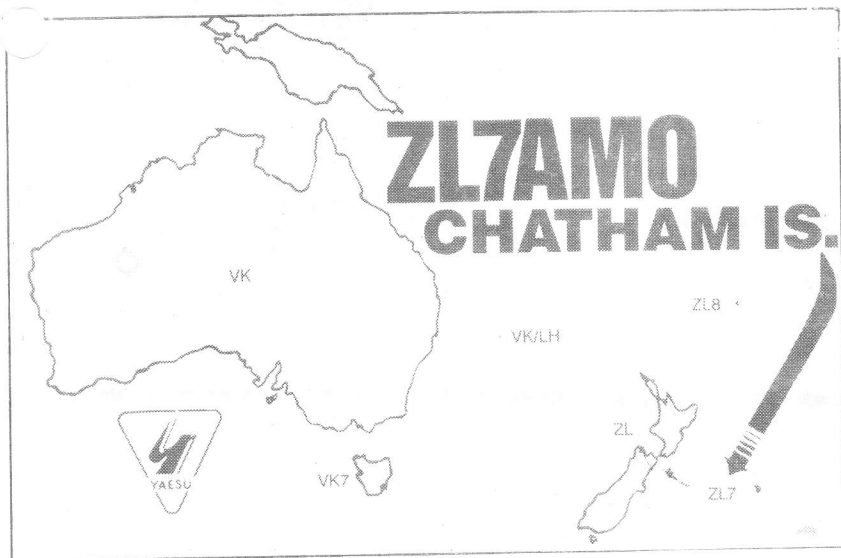 ZL7AMO
CHATHAM IS.
VK
ZL8
VK/LH
ZL
YAESU
VK7
ZL7